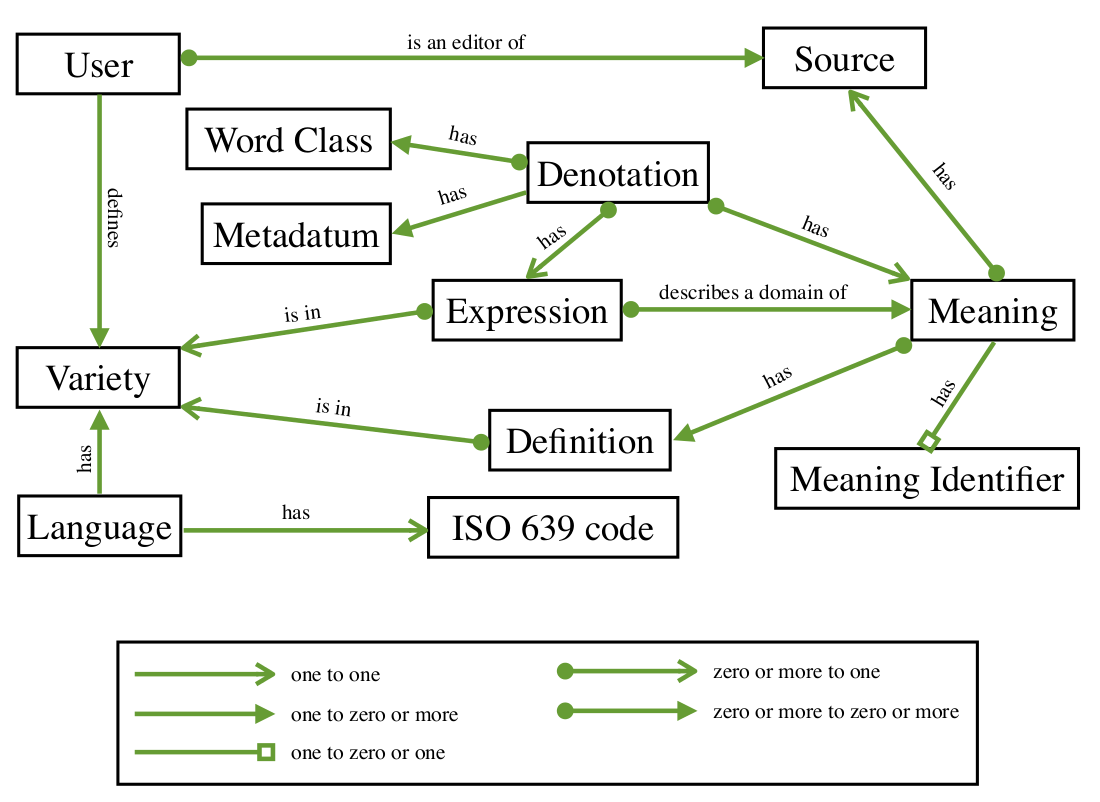 User
is an editor of
Source
Word Class
has
Denotation
has
has
Metadatum
has
has
defines
Expression
describes a domain of
Meaning
is in
Variety
has
has
is in
Definition
Meaning Identifier
has
Language
has
ISO 639 code
one to one
zero or more to one
one to zero or more
zero or more to zero or more
one to zero or one